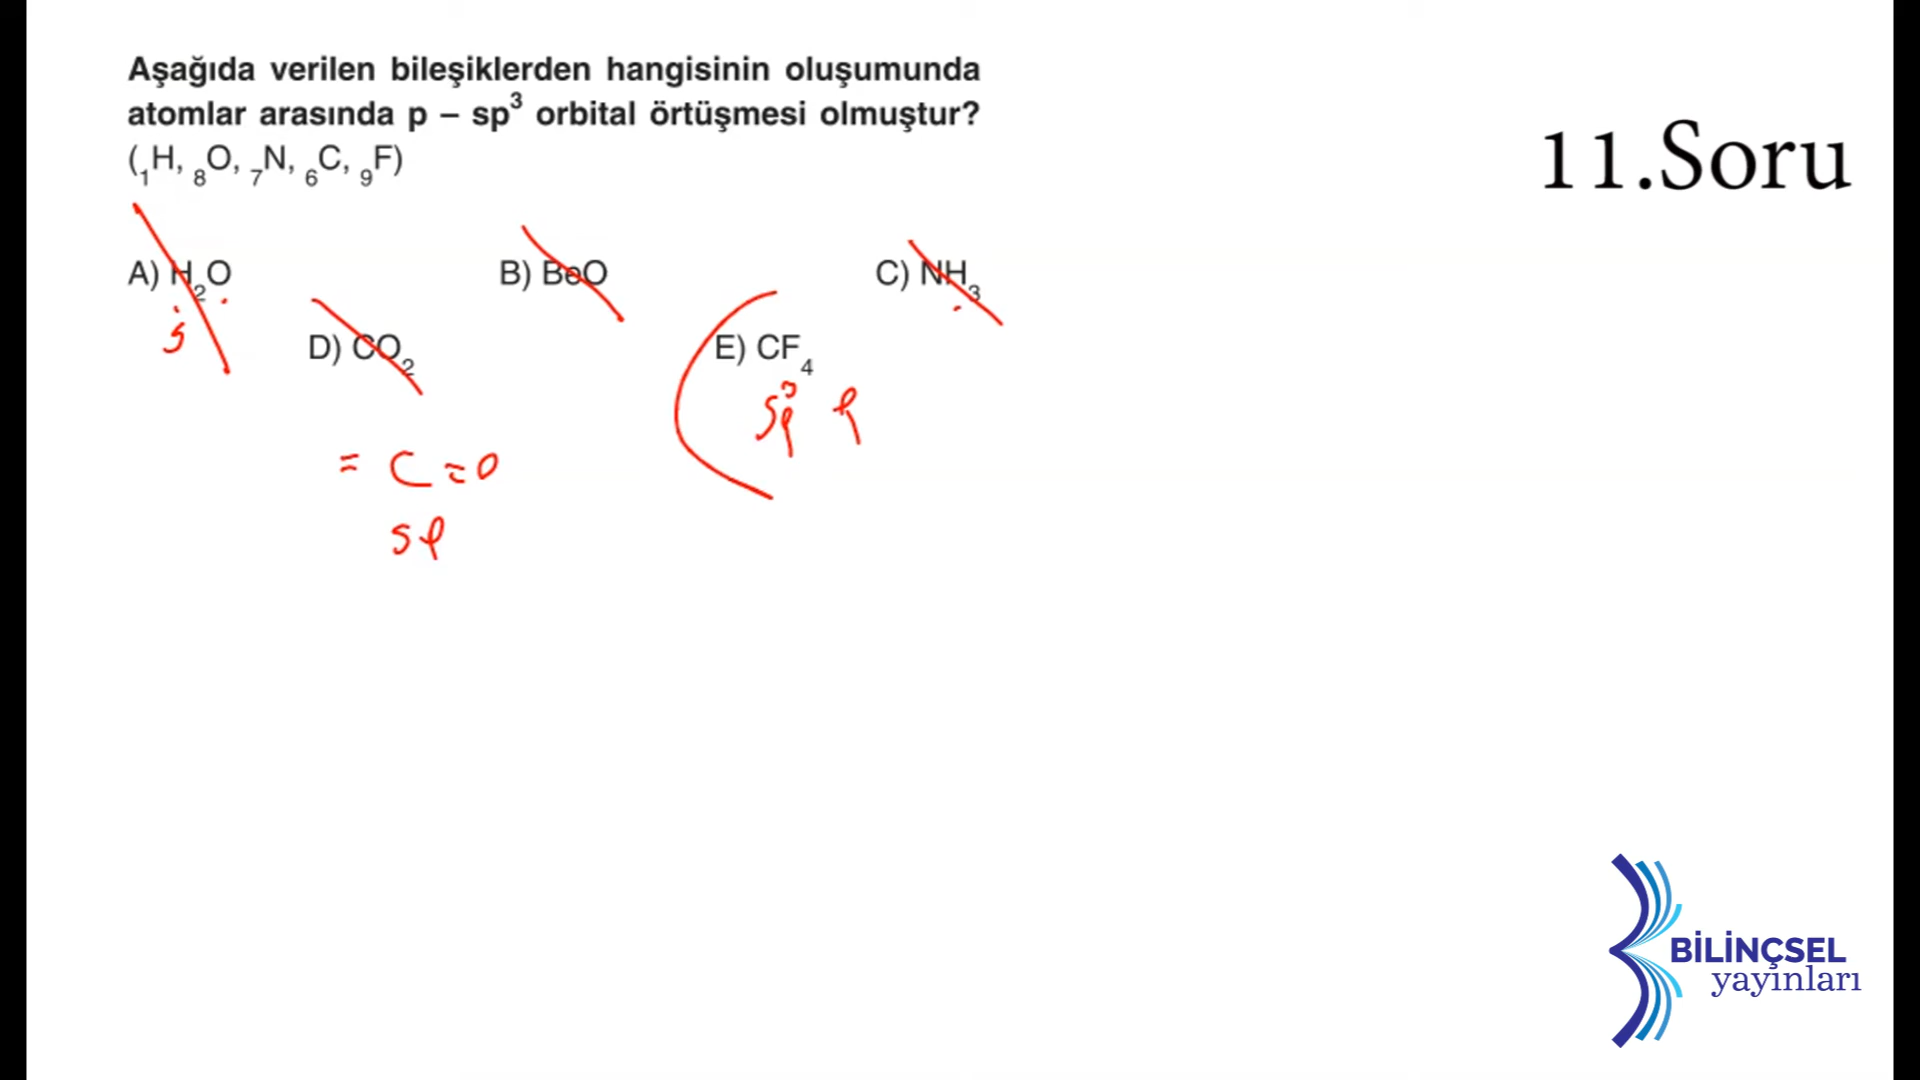 Aşağıda verilen bileşiklerden hangisinin oluşumunda
atomlar arasında p – sp³ orbital örtüşmesi olmuştur?
(₁H, ₈O, ₇N, ₆C, ₉F)
11.Soru
A) H₂O B) BeO C) NH₃
s
D) CO₂ E) CF₄
sp³ p
= C = O
sp
BİLİNÇSEL
yayınları